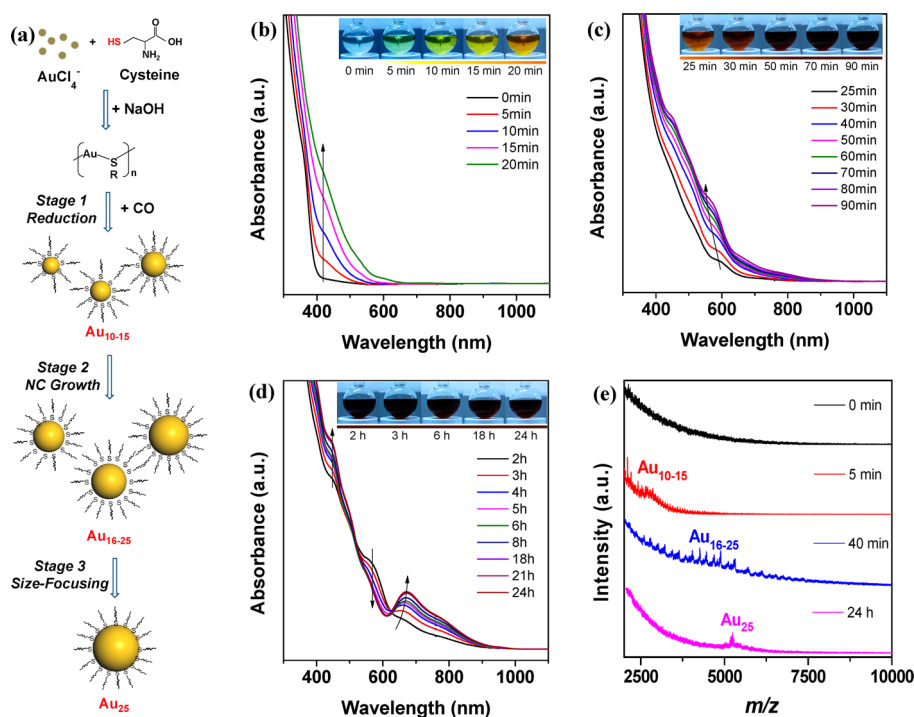 (a)
+
HS
O
OH
NH2
AuCl4-
Cysteine
+ NaOH
Au
S
R
n
Stage 1
Reduction
+ CO
Au10-15
Stage 2
NC Growth
Au16-25
Stage 3
Size-Focusing
Au25
(b)
0 min 5 min 10 min 15 min 20 min
0min
5min
10min
15min
20min
Absorbance (a.u.)
400 600 800 1000
Wavelength (nm)
(c)
25 min 30 min 50 min 70 min 90 min
25min
30min
40min
50min
60min
70min
80min
90min
Absorbance (a.u.)
400 600 800 1000
Wavelength (nm)
(d)
2 h 3 h 6 h 18 h 24 h
2h
3h
4h
5h
6h
8h
18h
21h
24h
Absorbance (a.u.)
400 500 600 700 800 900 1000
Wavelength (nm)
(e)
0 min
Au10-15
5 min
Au16-25
40 min
Au25
24 h
Intensity (a.u.)
2500 5000 7500 10000
m/z